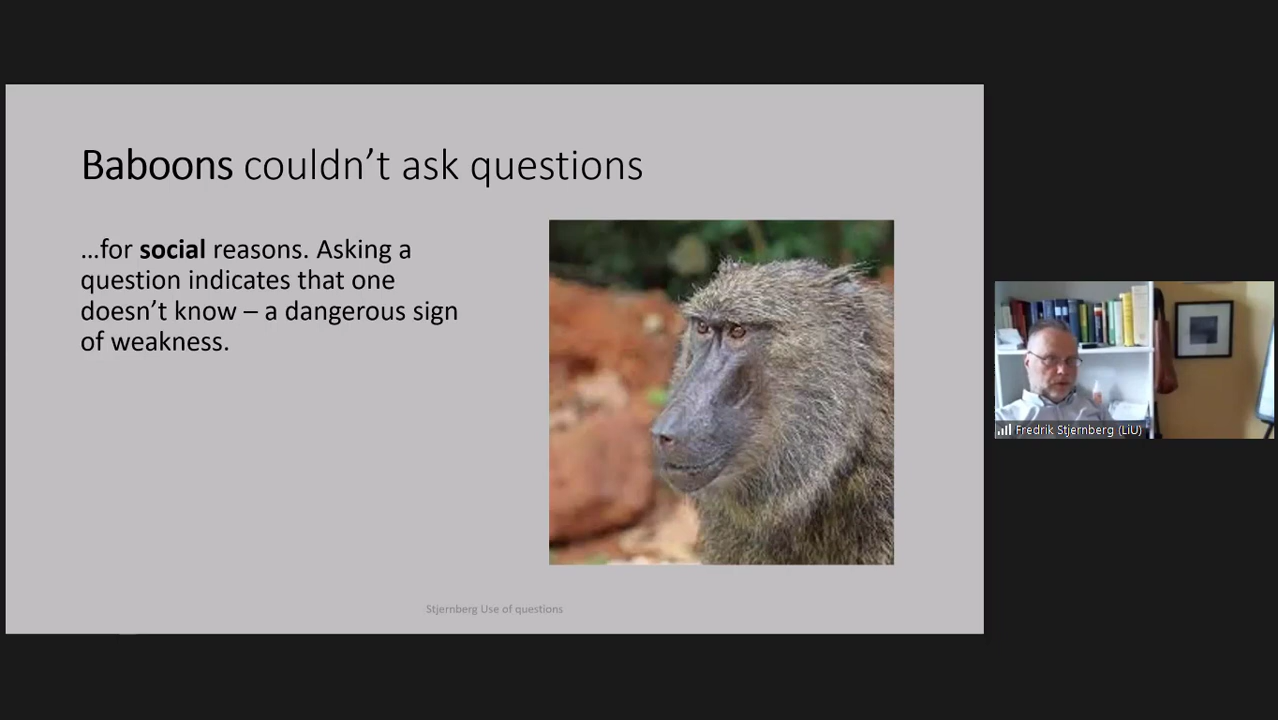 Baboons couldn’t ask questions
…for social reasons. Asking a
question indicates that one
doesn’t know – a dangerous sign
of weakness.
Stjernberg Use of questions
Fredrik Stjernberg (LiU)